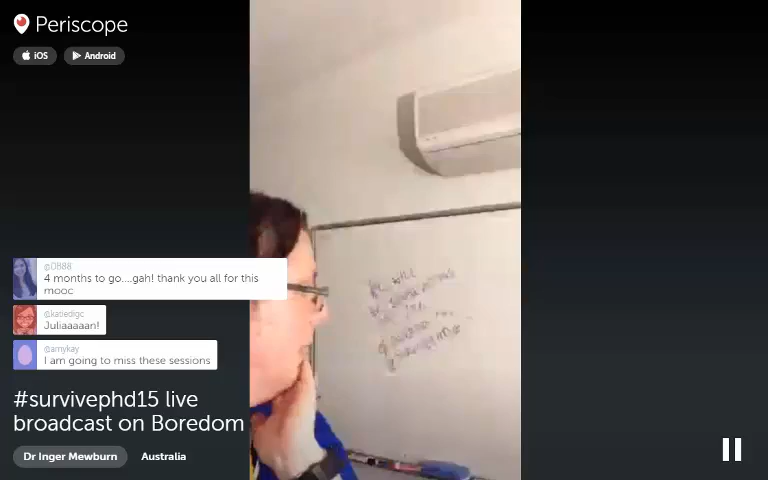 Periscope
iOS
Android
@DB88
4 months to go....gah! thank you all for this
mooc
@katiedigc
Juliaaaaan!
@amykay
I am going to miss these sessions
#survivephd15 live
broadcast on Boredom
Dr Inger Mewburn
Australia